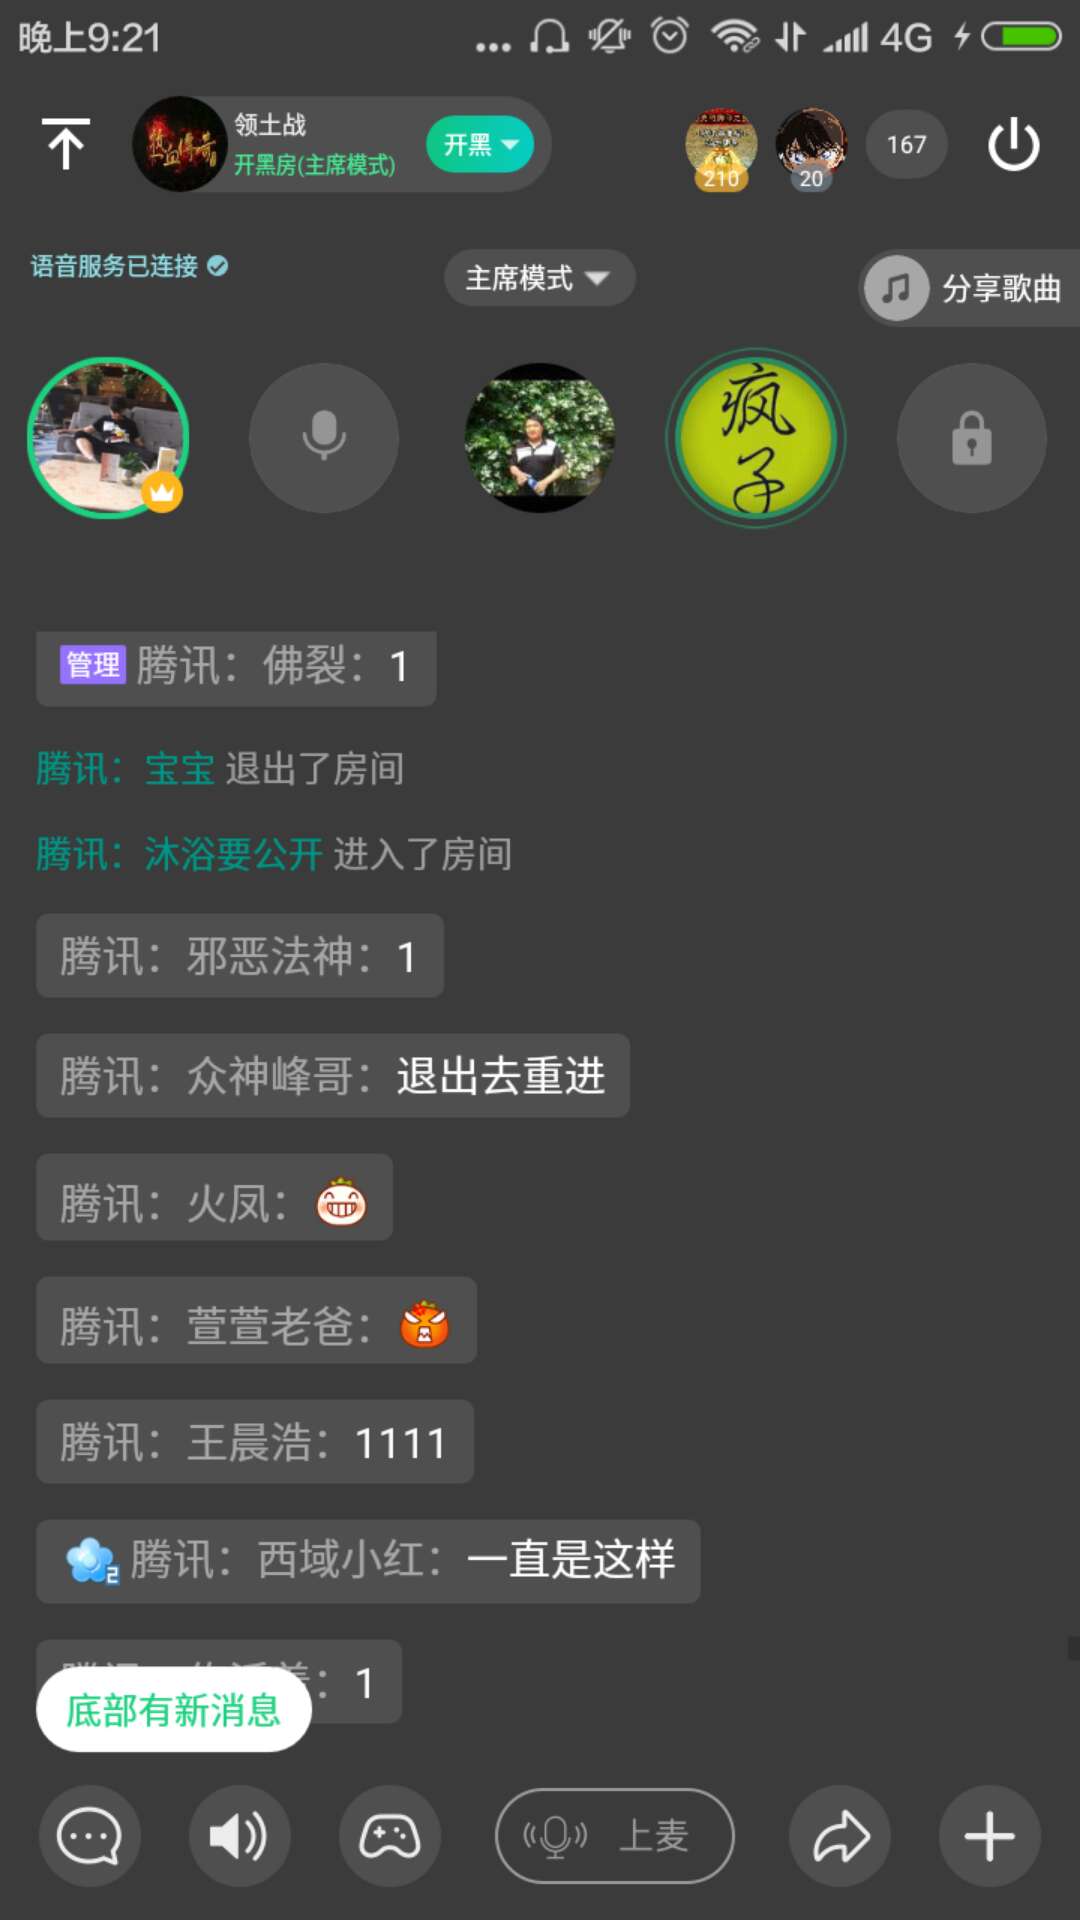 晚上9:21
4G
领土战
开黑房(主席模式)
开黑
210
20
167
语音服务已连接
主席模式
分享歌曲
疯子
管理 腾讯：佛裂：1
腾讯：宝宝 退出了房间
腾讯：沐浴要公开 进入了房间
腾讯：邪恶法神：1
腾讯：众神峰哥：退出去重进
腾讯：火凤：
腾讯：萱萱老爸：
腾讯：王晨浩：1111
2 腾讯：西域小红：一直是这样
：1
底部有新消息
上麦